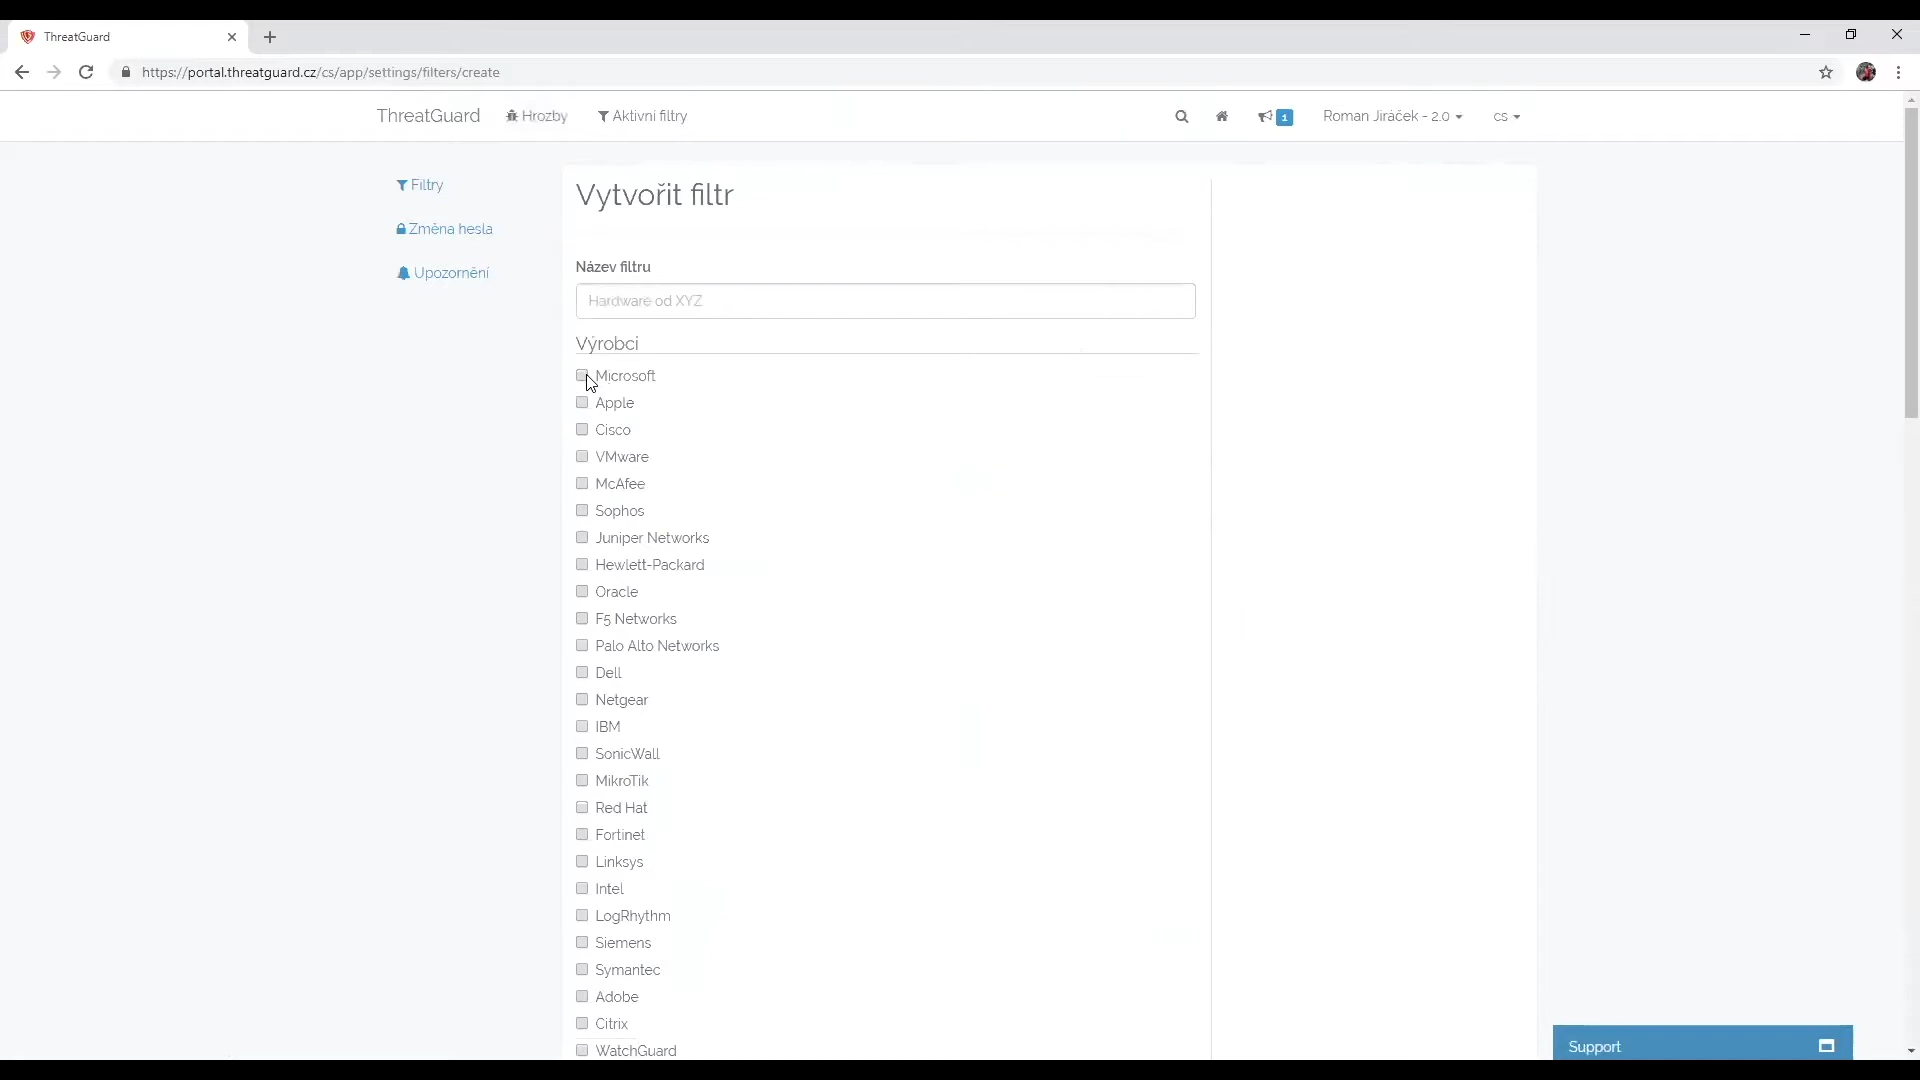 ThreatGuard
https://portal.threatguard.cz/cs/app/settings/filters/create
ThreatGuard Hrozby Aktivní filtry 1 Roman Jiráček - 2.0 cs
Filtry
Změna hesla
Upozornění
Vytvořit filtr
Název filtru
Hardware od XYZ
Výrobci
Microsoft
Apple
Cisco
VMware
McAfee
Sophos
Juniper Networks
Hewlett-Packard
Oracle
F5 Networks
Palo Alto Networks
Dell
Netgear
IBM
SonicWall
MikroTik
Red Hat
Fortinet
Linksys
Intel
LogRhythm
Siemens
Symantec
Adobe
Citrix
WatchGuard
Support